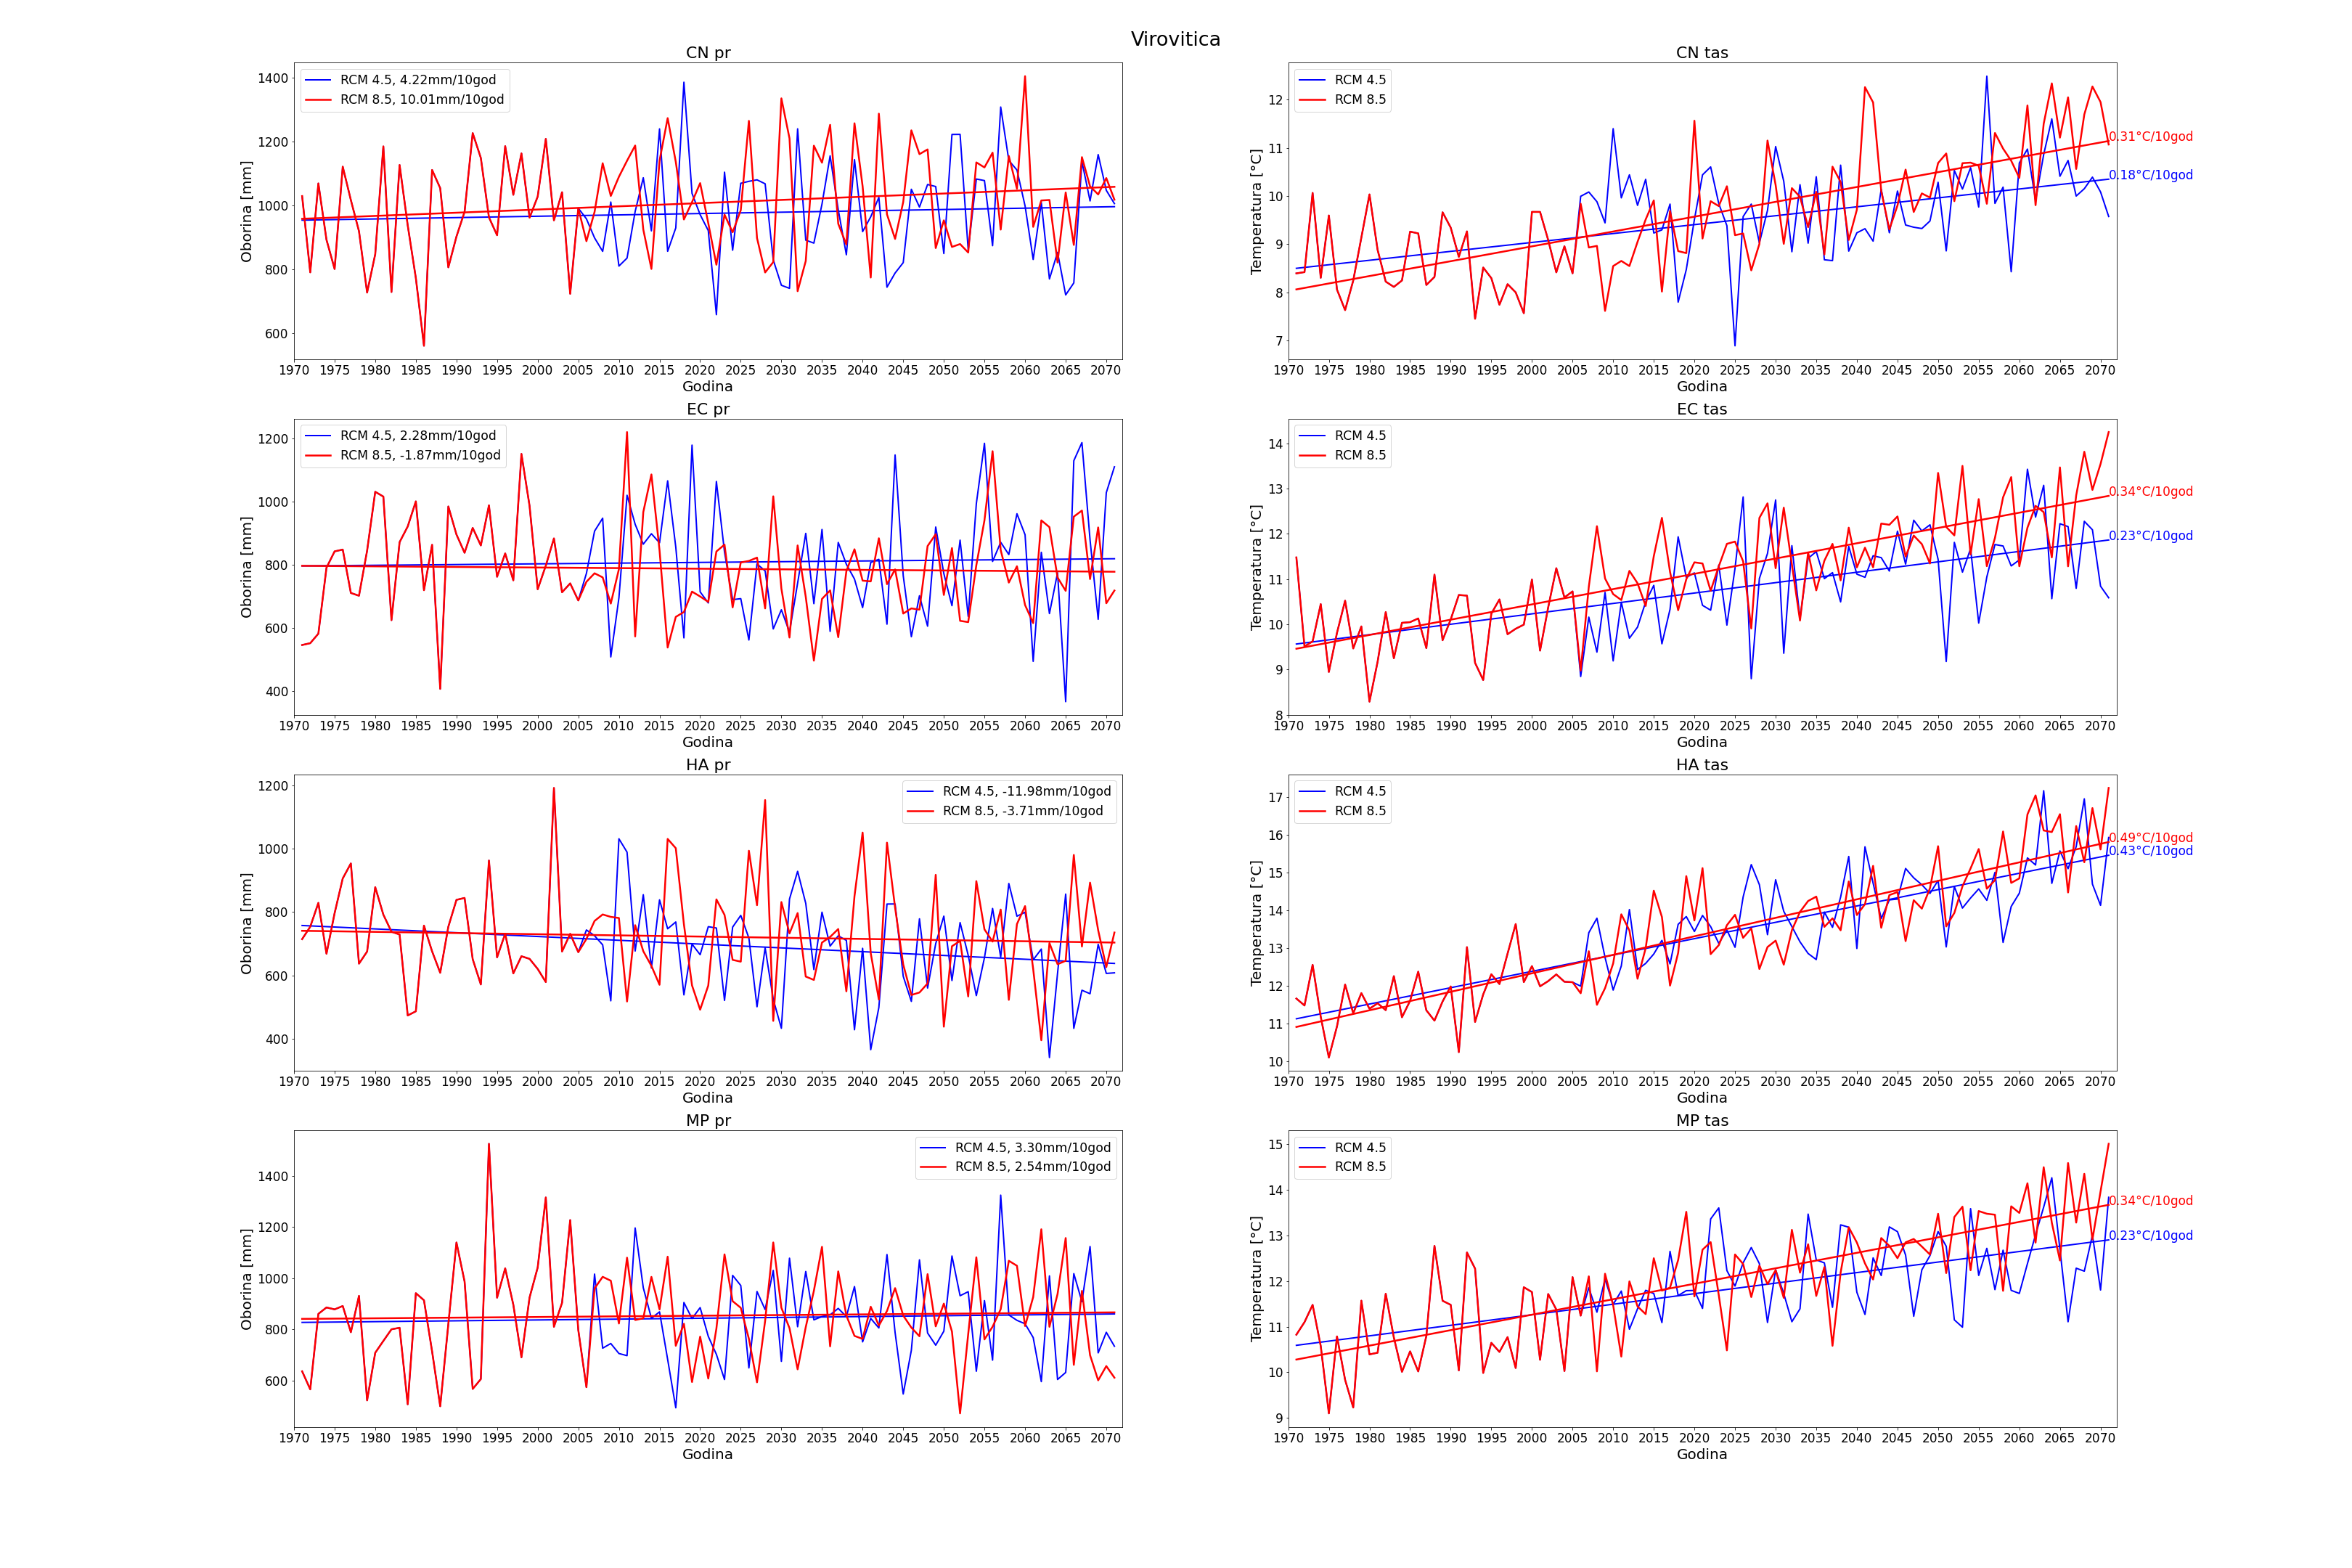 Virovitica
CN pr
RCM 4.5, 4.22mm/10god
RCM 8.5, 10.01mm/10god
Oborina [mm]
1400
1200
1000
800
600
1970 1975 1980 1985 1990 1995 2000 2005 2010 2015 2020 2025 2030 2035 2040 2045 2050 2055 2060 2065 2070
Godina
CN tas
RCM 4.5
RCM 8.5
Temperatura [°C]
12
11
10
9
8
7
0.31°C/10god
0.18°C/10god
1970 1975 1980 1985 1990 1995 2000 2005 2010 2015 2020 2025 2030 2035 2040 2045 2050 2055 2060 2065 2070
Godina
EC pr
RCM 4.5, 2.28mm/10god
RCM 8.5, -1.87mm/10god
Oborina [mm]
1200
1000
800
600
400
1970 1975 1980 1985 1990 1995 2000 2005 2010 2015 2020 2025 2030 2035 2040 2045 2050 2055 2060 2065 2070
Godina
EC tas
RCM 4.5
RCM 8.5
Temperatura [°C]
14
13
12
11
10
9
8
0.34°C/10god
0.23°C/10god
1970 1975 1980 1985 1990 1995 2000 2005 2010 2015 2020 2025 2030 2035 2040 2045 2050 2055 2060 2065 2070
Godina
HA pr
RCM 4.5, -11.98mm/10god
RCM 8.5, -3.71mm/10god
Oborina [mm]
1200
1000
800
600
400
1970 1975 1980 1985 1990 1995 2000 2005 2010 2015 2020 2025 2030 2035 2040 2045 2050 2055 2060 2065 2070
Godina
HA tas
RCM 4.5
RCM 8.5
Temperatura [°C]
17
16
15
14
13
12
11
10
0.49°C/10god
0.43°C/10god
1970 1975 1980 1985 1990 1995 2000 2005 2010 2015 2020 2025 2030 2035 2040 2045 2050 2055 2060 2065 2070
Godina
MP pr
RCM 4.5, 3.30mm/10god
RCM 8.5, 2.54mm/10god
Oborina [mm]
1400
1200
1000
800
600
1970 1975 1980 1985 1990 1995 2000 2005 2010 2015 2020 2025 2030 2035 2040 2045 2050 2055 2060 2065 2070
Godina
MP tas
RCM 4.5
RCM 8.5
Temperatura [°C]
15
14
13
12
11
10
9
0.34°C/10god
0.23°C/10god
1970 1975 1980 1985 1990 1995 2000 2005 2010 2015 2020 2025 2030 2035 2040 2045 2050 2055 2060 2065 2070
Godina